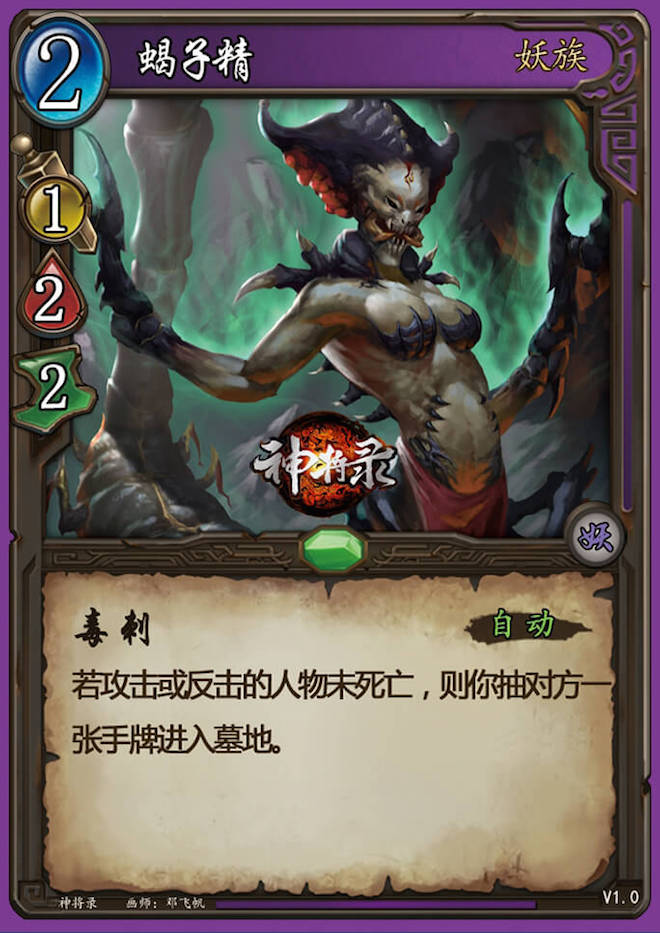 2
蝎子精
妖族
1
2
2
神将录
妖
毒刺
自动
若攻击或反击的人物未死亡，则你抽对方一
张手牌进入墓地。
神将录 画师：邓飞帆
V1.0